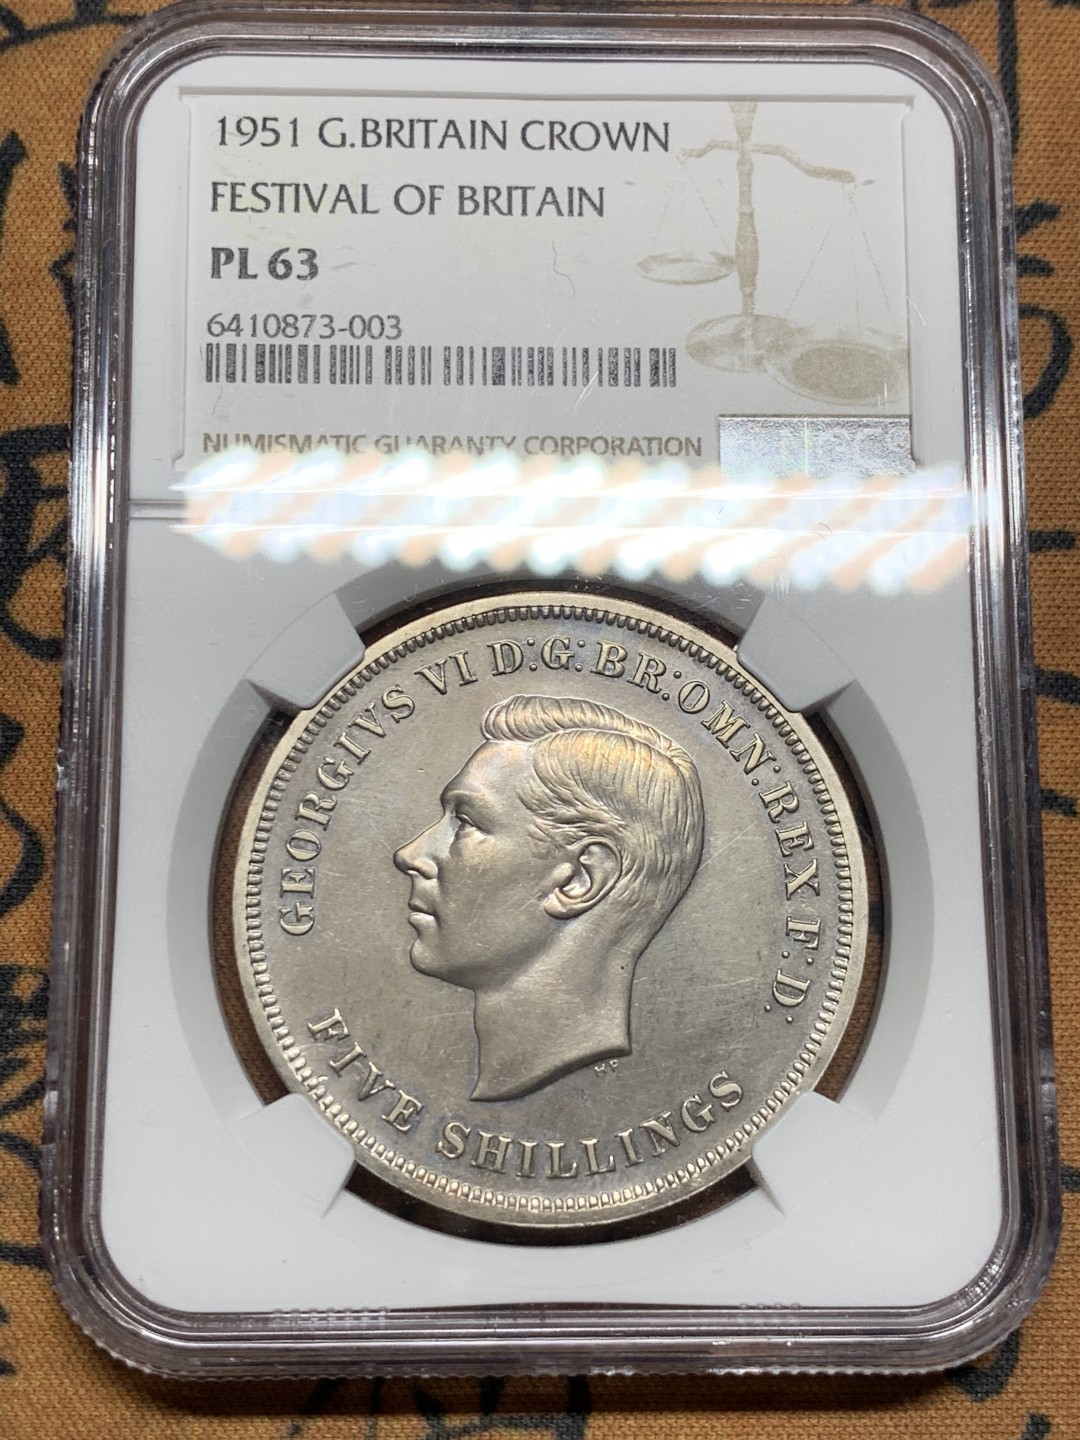 1951 G.BRITAIN CROWN
FESTIVAL OF BRITAIN
PL 63
6410873-003
NUMISMATIC GUARANTY CORPORATION
GEORGIVS VI D:G:BR:OMN:REX F:D:
FIVE SHILLINGS
HP